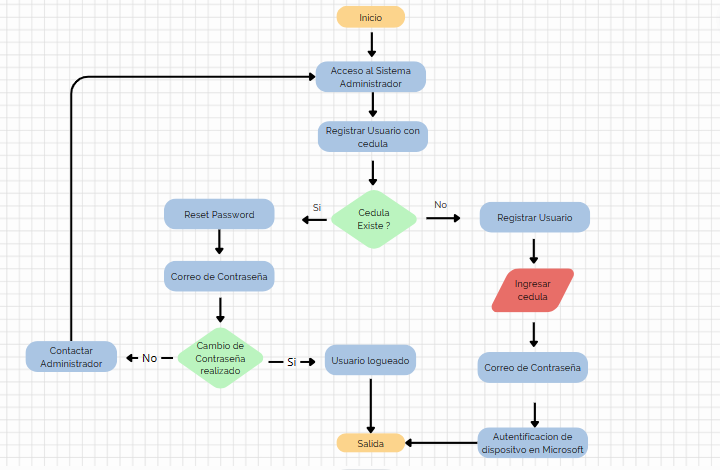 Inicio
Acceso al Sistema
Administrador
Registrar Usuario con
cedula
Cedula
Existe ?
Si
No
Reset Password
Registrar Usuario
Correo de Contraseña
Ingresar
cedula
Cambio de
Contraseña
realizado
No
Si
Contactar
Administrador
Usuario logueado
Correo de Contraseña
Salida
Autentificacion de
dispositvo en Microsoft